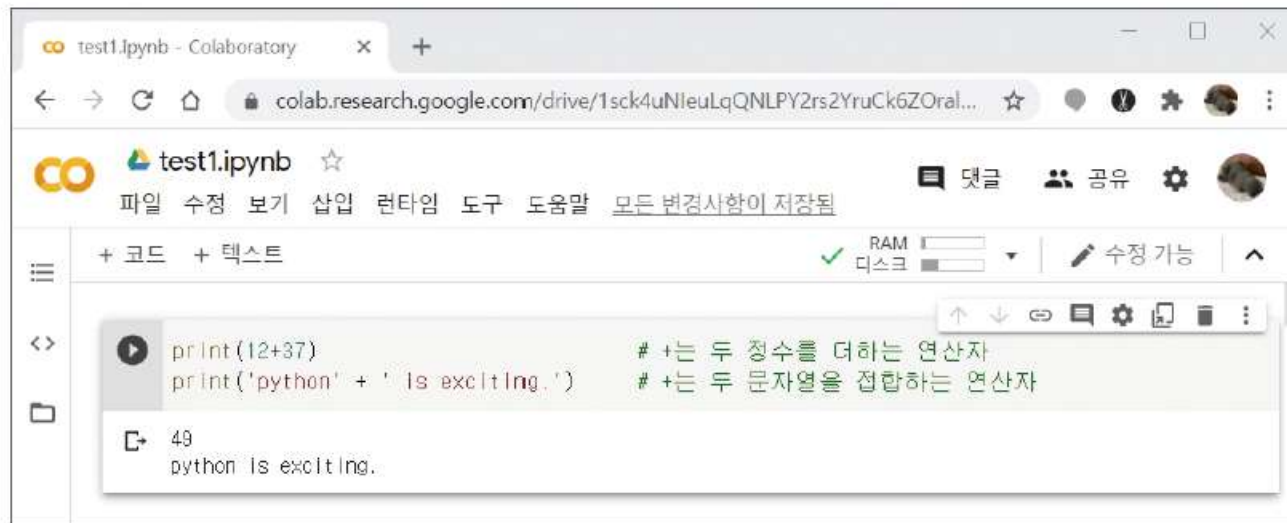 test1.ipynb - Colaboratory
colab.research.google.com/drive/1sck4uNIeuLqQNLPY2rs2YruCk6ZOral...
test1.ipynb
댓글 공유
파일 수정 보기 삽입 런타임 도구 도움말 모든 변경사항이 저장됨
+ 코드 + 텍스트
RAM
디스크
수정 가능
print(12+37) # +는 두 정수를 더하는 연산자
print('python' + ' is exciting.') # +는 두 문자열을 접합하는 연산자
49
python is exciting.